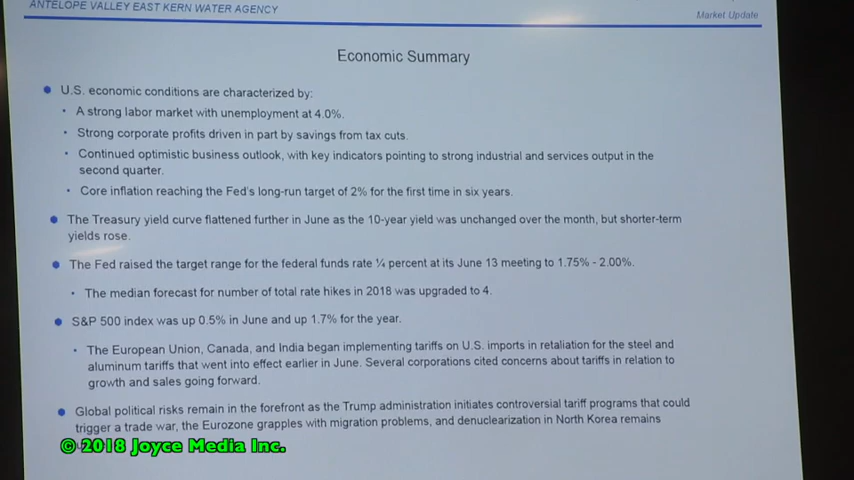 ANTELOPE VALLEY EAST KERN WATER AGENCY
Market Update
Economic Summary
U.S. economic conditions are characterized by:
A strong labor market with unemployment at 4.0%.
Strong corporate profits driven in part by savings from tax cuts.
Continued optimistic business outlook, with key indicators pointing to strong industrial and services output in the
second quarter.
Core inflation reaching the Fed's long-run target of 2% for the first time in six years.
The Treasury yield curve flattened further in June as the 10-year yield was unchanged over the month, but shorter-term
yields rose.
The Fed raised the target range for the federal funds rate ¼ percent at its June 13 meeting to 1.75% - 2.00%.
The median forecast for number of total rate hikes in 2018 was upgraded to 4.
S&P 500 index was up 0.5% in June and up 1.7% for the year.
The European Union, Canada, and India began implementing tariffs on U.S. imports in retaliation for the steel and
aluminum tariffs that went into effect earlier in June. Several corporations cited concerns about tariffs in relation to
growth and sales going forward.
Global political risks remain in the forefront as the Trump administration initiates controversial tariff programs that could
trigger a trade war, the Eurozone grapples with migration problems, and denuclearization in North Korea remains
© 2018 Joyce Media Inc.